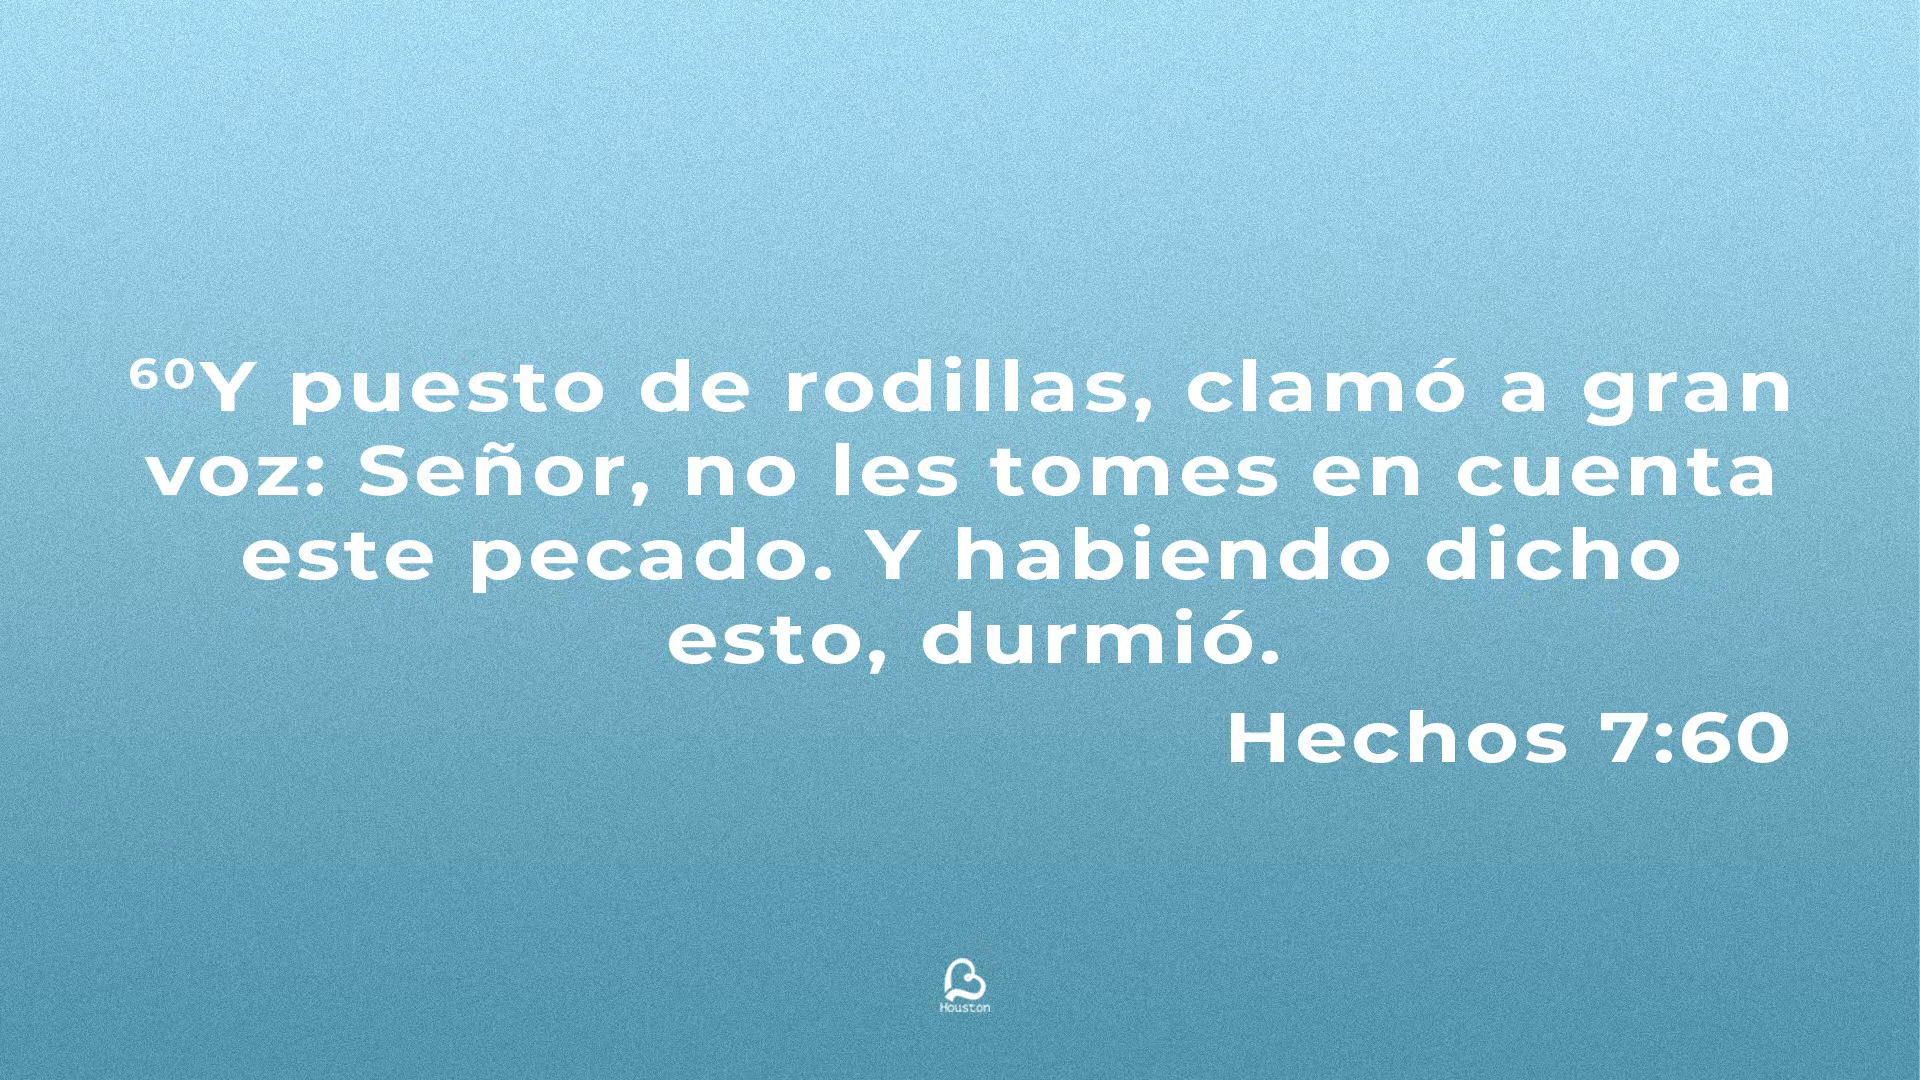 ⁶⁰Y puesto de rodillas, clamó a gran
voz: Señor, no les tomes en cuenta
este pecado. Y habiendo dicho
esto, durmió.
Hechos 7:60
Houston